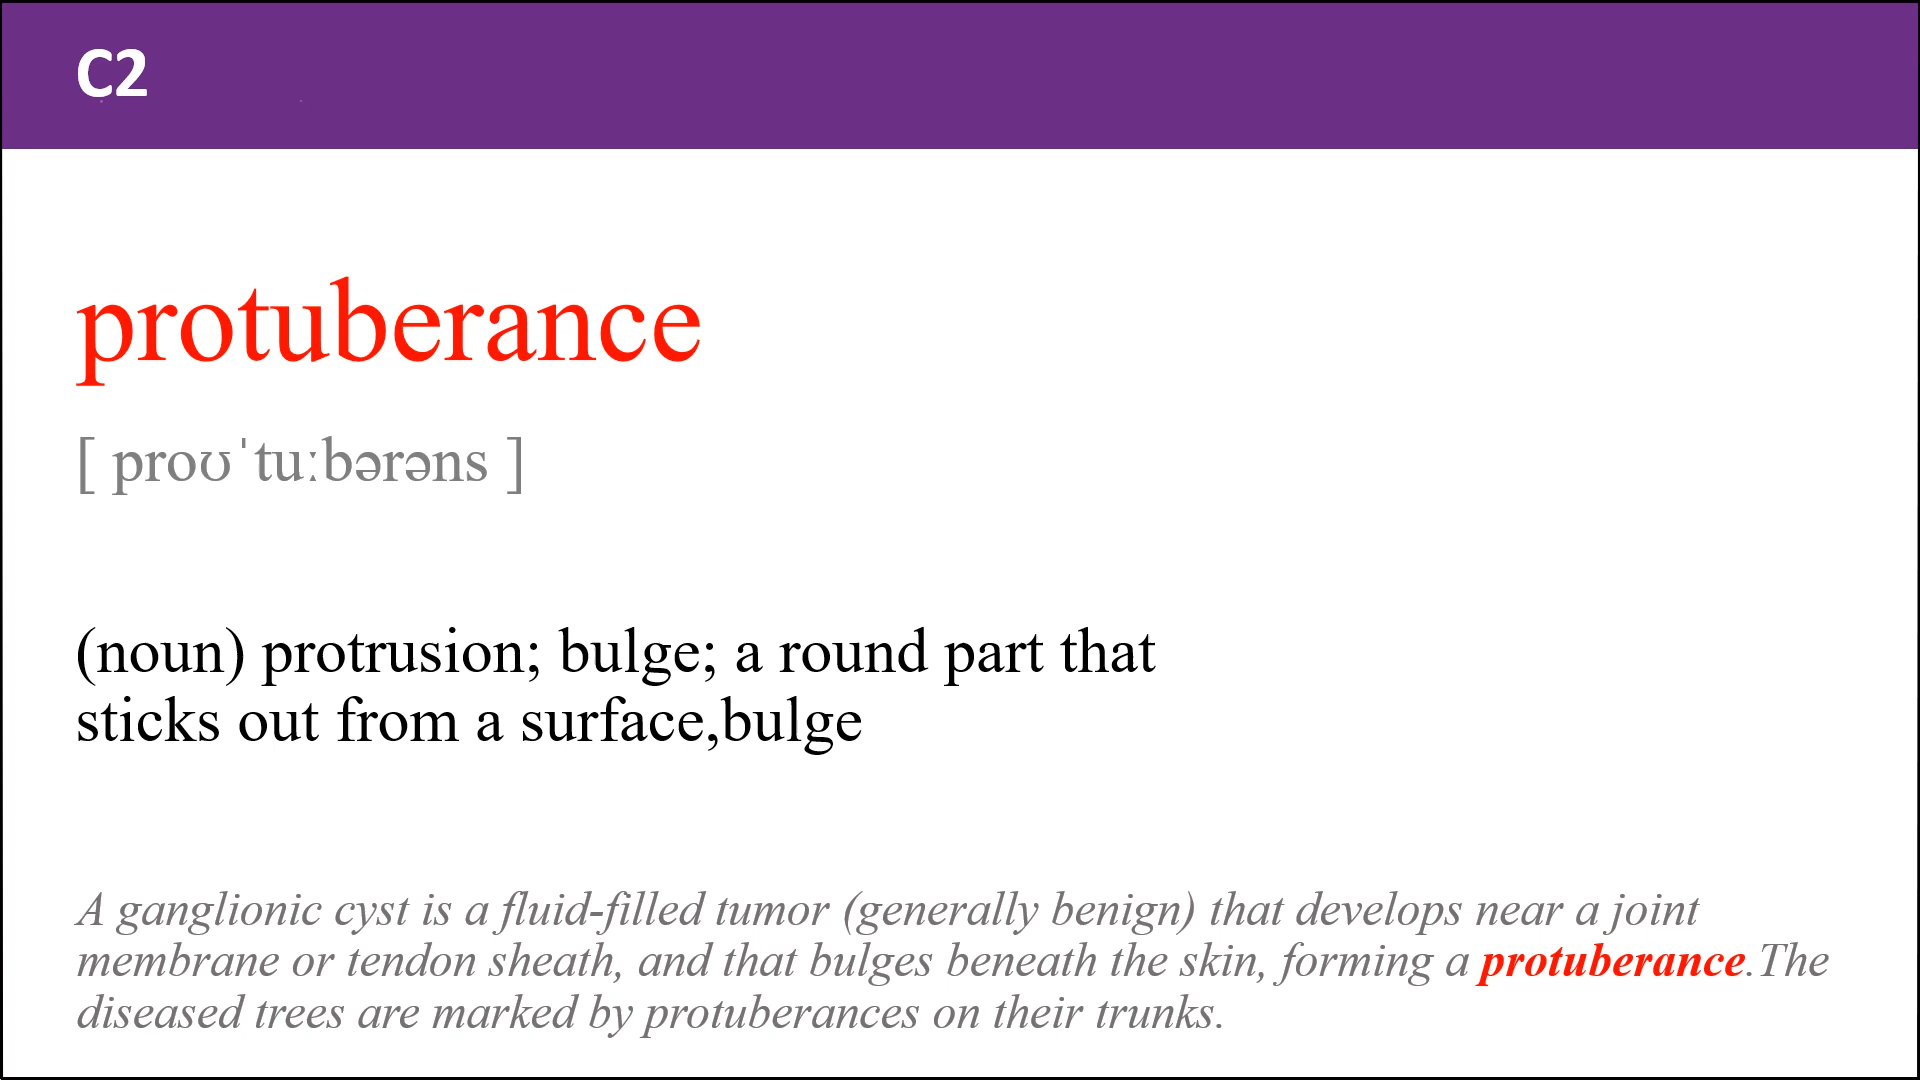 C2
protuberance
[ proʊˈtuːbərəns ]
(noun) protrusion; bulge; a round part that
sticks out from a surface,bulge
A ganglionic cyst is a fluid-filled tumor (generally benign) that develops near a joint
membrane or tendon sheath, and that bulges beneath the skin, forming a protuberance.The
diseased trees are marked by protuberances on their trunks.